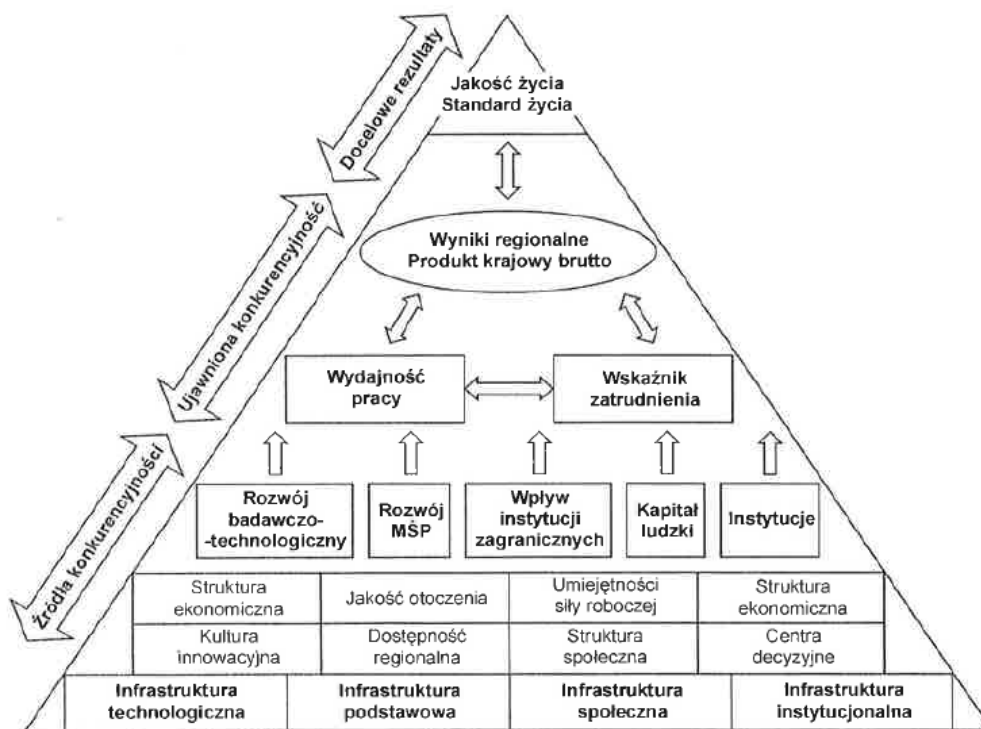 Jakość życia
Standard życia
Docelowe rezultaty
Wyniki regionalne
Produkt krajowy brutto
Ujawniona konkurencyjność
Wydajność
pracy
Wskaźnik
zatrudnienia
Źródła konkurencyjności
Rozwój
badawczo-
-technologiczny
Rozwój
MŚP
Wpływ
instytucji
zagranicznych
Kapitał
ludzki
Instytucje
Struktura
ekonomiczna
Jakość otoczenia
Umiejętności
siły roboczej
Struktura
ekonomiczna
Kultura
innowacyjna
Dostępność
regionalna
Struktura
społeczna
Centra
decyzyjne
Infrastruktura
technologiczna
Infrastruktura
podstawowa
Infrastruktura
społeczna
Infrastruktura
instytucjonalna